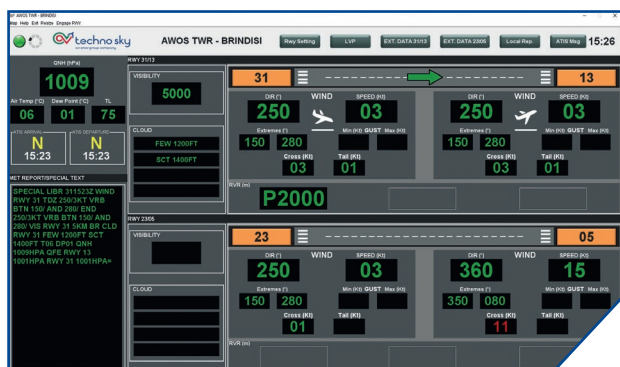 AWOS TWR - BRINDISI
Map Help Exit Resize Engage RWY
techno sky
AWOS TWR - BRINDISI
Rwy Setting
LVP
EXT. DATA 31/13
EXT. DATA 23/05
Local Rep.
ATIS Msg
15:26
QNH (hPa)
1009
Air Temp (°C) Dew Point (°C) TL
06 01 75
ATIS ARRIVAL ATIS DEPARTURE
N N
15:23 15:23
MET REPORT/SPECIAL TEXT
SPECIAL LIBR 311523Z WIND
RWY 31 TDZ 250/3KT VRB
BTN 150/ AND 280/ END
250/3KT VRB BTN 150/ AND
280/ VIS RWY 31 5KM BR CLD
RWY 31 FEW 1200FT SCT
1400FT T06 DP01 QNH
1009HPA QFE RWY 13
1001HPA RWY 31 1001HPA=
RWY 31/13
VISIBILITY
5000
CLOUD
FEW 1200FT
SCT 1400FT
31 13
DIR (°) WIND SPEED (Kt)
250 03
Extremes (°) Min (Kt) GUST Max (Kt)
150 280
Cross (Kt) Tail (Kt)
03 01
DIR (°) WIND SPEED (Kt)
250 03
Extremes (°) Min (Kt) GUST Max (Kt)
150 280
Cross (Kt) Tail (Kt)
03 01
RVR (m)
P2000
RWY 23/05
VISIBILITY
CLOUD
23 05
DIR (°) WIND SPEED (Kt)
250 03
Extremes (°) Min (Kt) GUST Max (Kt)
150 280
Cross (Kt) Tail (Kt)
01
DIR (°) WIND SPEED (Kt)
360 15
Extremes (°) Min (Kt) GUST Max (Kt)
350 080
Cross (Kt) Tail (Kt)
11
RVR (m)